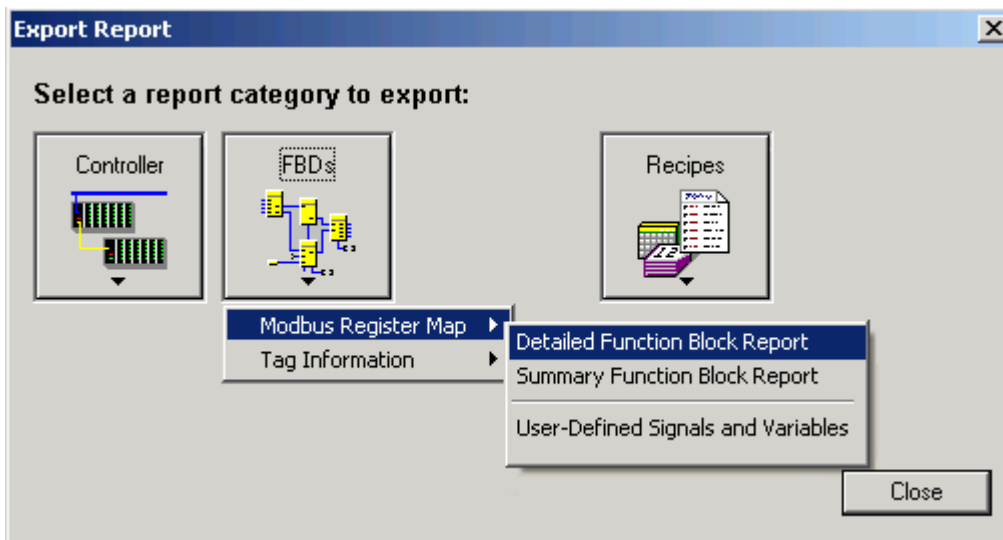 Export Report
Select a report category to export:
Controller
FBDs
Recipes
Modbus Register Map
Tag Information
Detailed Function Block Report
Summary Function Block Report
User-Defined Signals and Variables
Close